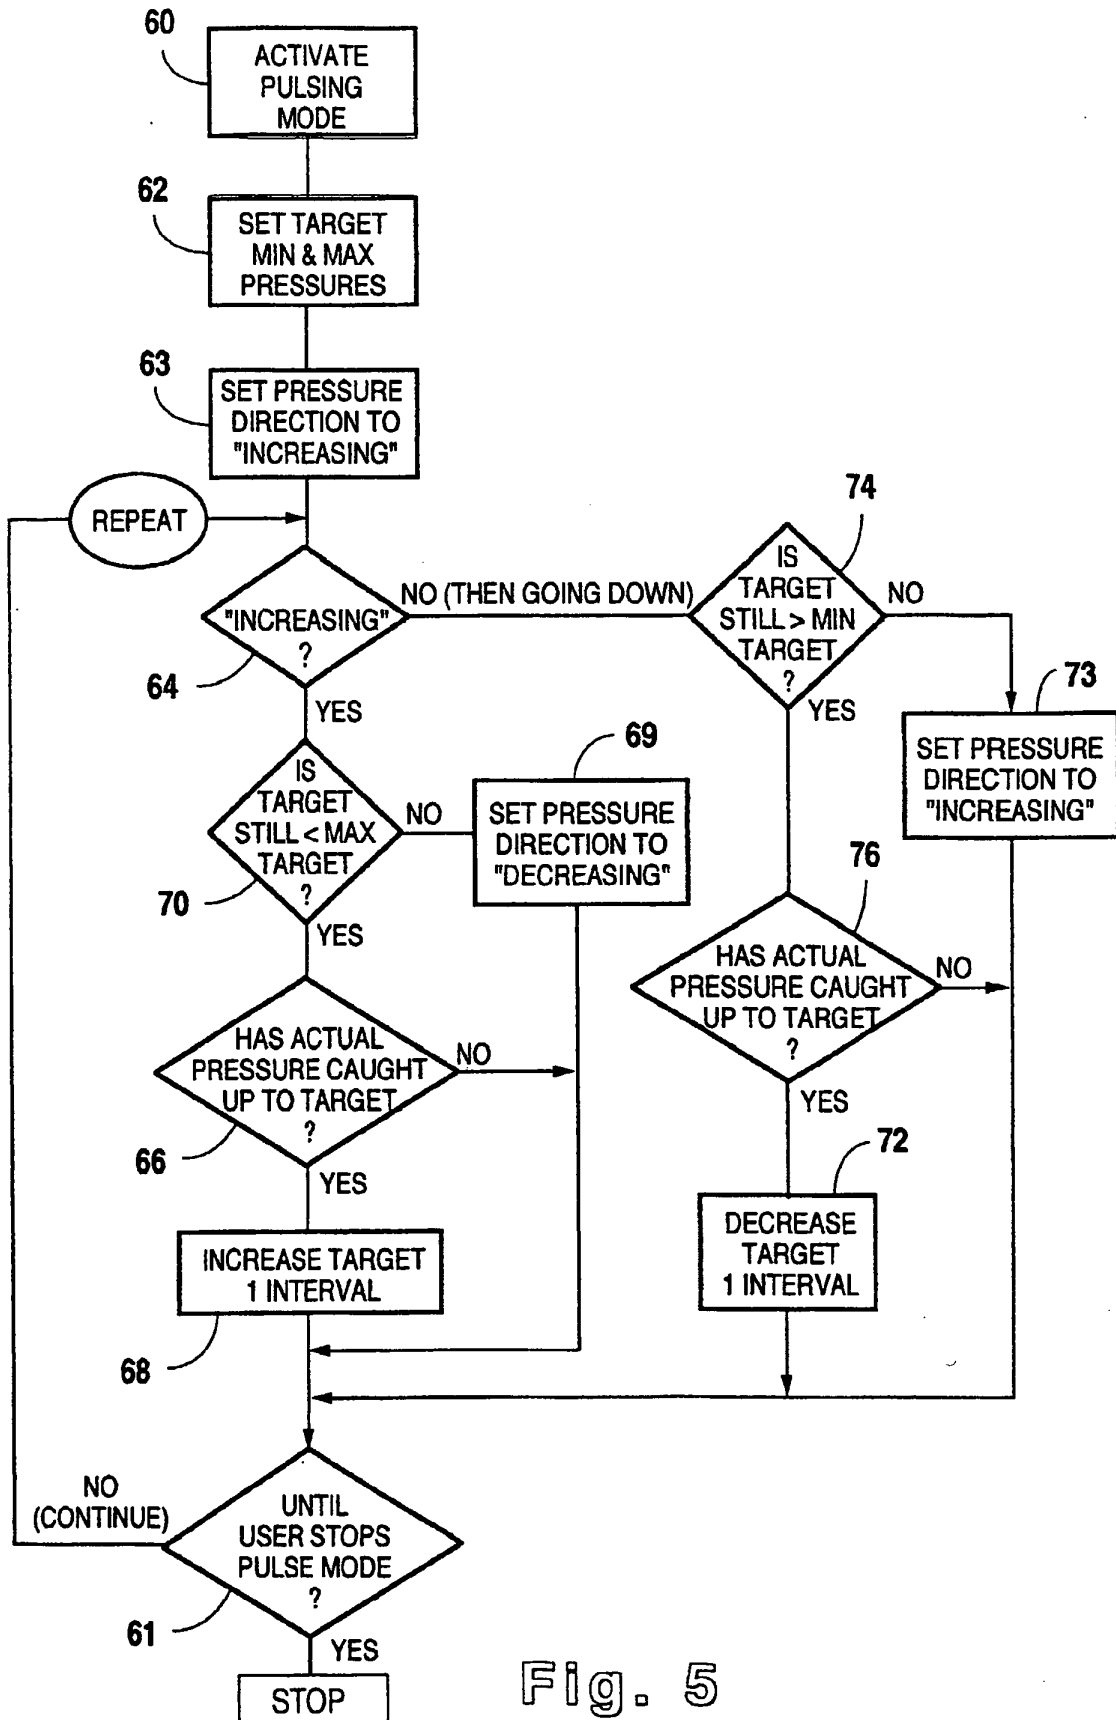 60
ACTIVATE
PULSING
MODE
62
SET TARGET
MIN & MAX
PRESSURES
63
SET PRESSURE
DIRECTION TO
"INCREASING"
REPEAT
"INCREASING"
?
64
NO (THEN GOING DOWN)
YES
74
IS
TARGET
STILL > MIN
TARGET
?
NO
YES
73
SET PRESSURE
DIRECTION TO
"INCREASING"
IS
TARGET
STILL < MAX
TARGET
?
70
NO
YES
69
SET PRESSURE
DIRECTION TO
"DECREASING"
76
HAS ACTUAL
PRESSURE CAUGHT
UP TO TARGET
?
NO
YES
HAS ACTUAL
PRESSURE CAUGHT
UP TO TARGET
?
66
NO
YES
72
DECREASE
TARGET
1 INTERVAL
INCREASE TARGET
1 INTERVAL
68
NO
(CONTINUE)
UNTIL
USER STOPS
PULSE MODE
?
61
YES
STOP
Fig. 5